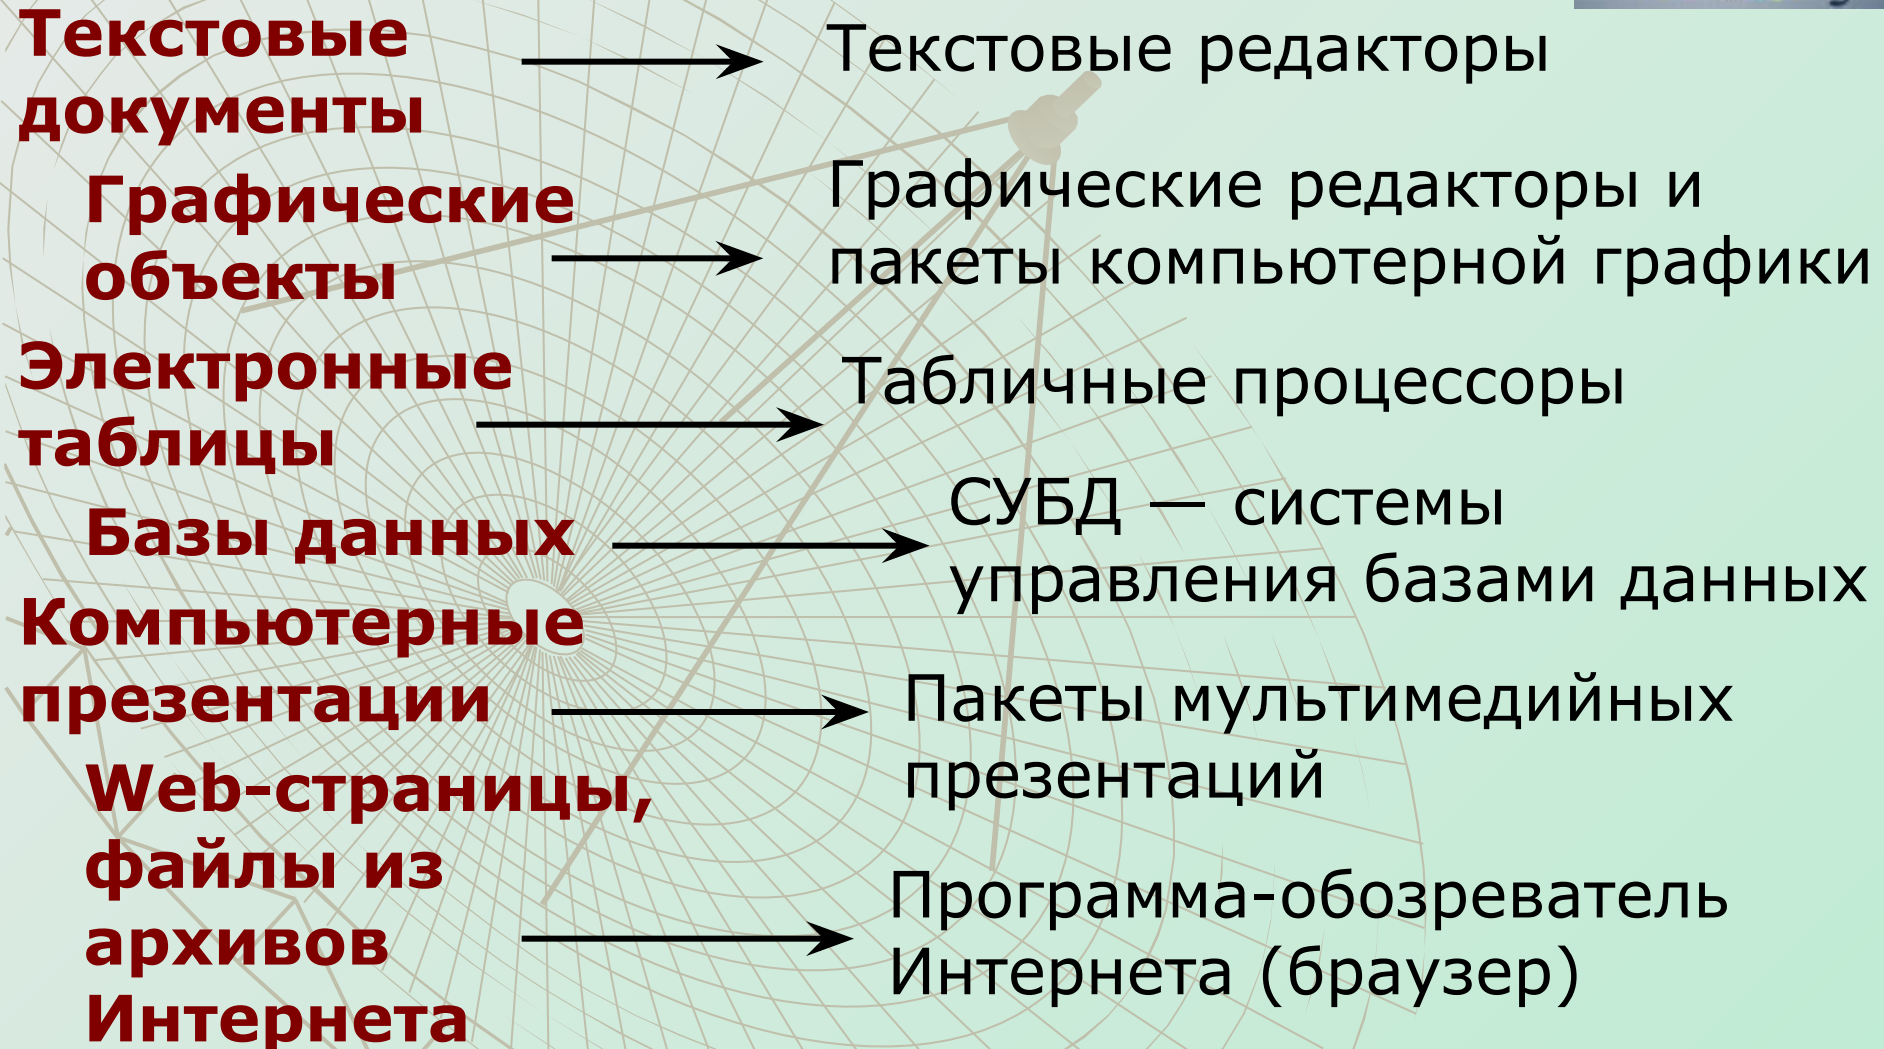 Текстовые
документы
Текстовые редакторы
Графические
объекты
Графические редакторы и
пакеты компьютерной графики
Электронные
таблицы
Табличные процессоры
Базы данных
СУБД — системы
управления базами данных
Компьютерные
презентации
Пакеты мультимедийных
презентаций
Web-страницы,
файлы из
архивов
Интернета
Программа-обозреватель
Интернета (браузер)